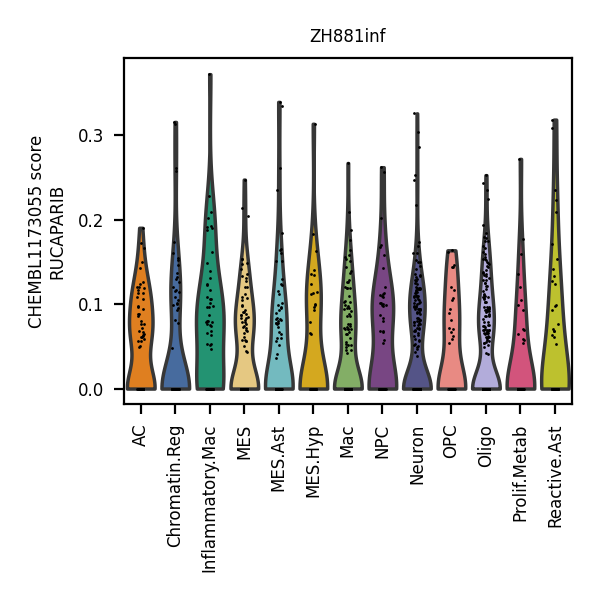 ZH881inf
CHEMBL1173055 score
RUCAPARIB
0.3
0.2
0.1
0.0
AC
Chromatin.Reg
Inflammatory.Mac
MES
MES.Ast
MES.Hyp
Mac
NPC
Neuron
OPC
Oligo
Prolif.Metab
Reactive.Ast